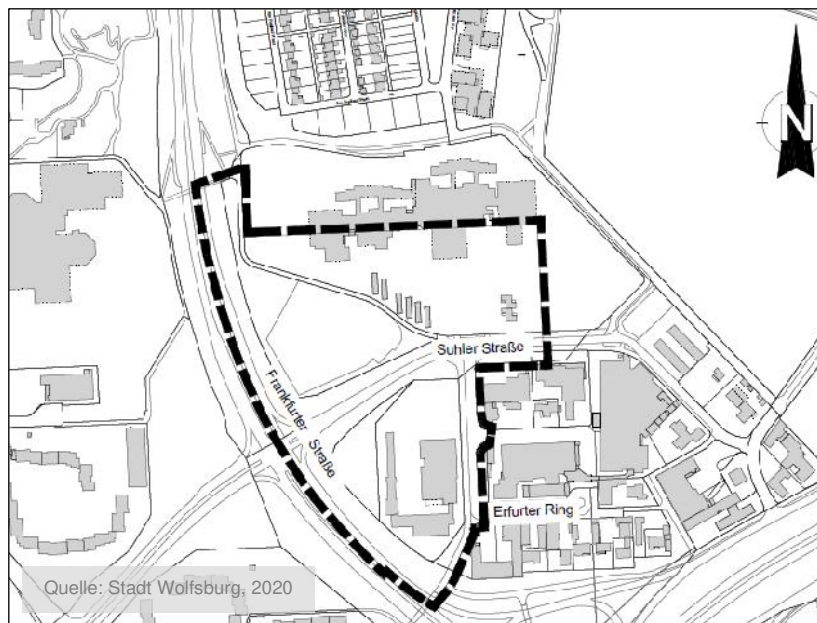 N
Suhler Straße
Frankfurter Straße
Erfurter Ring
Quelle: Stadt Wolfsburg, 2020